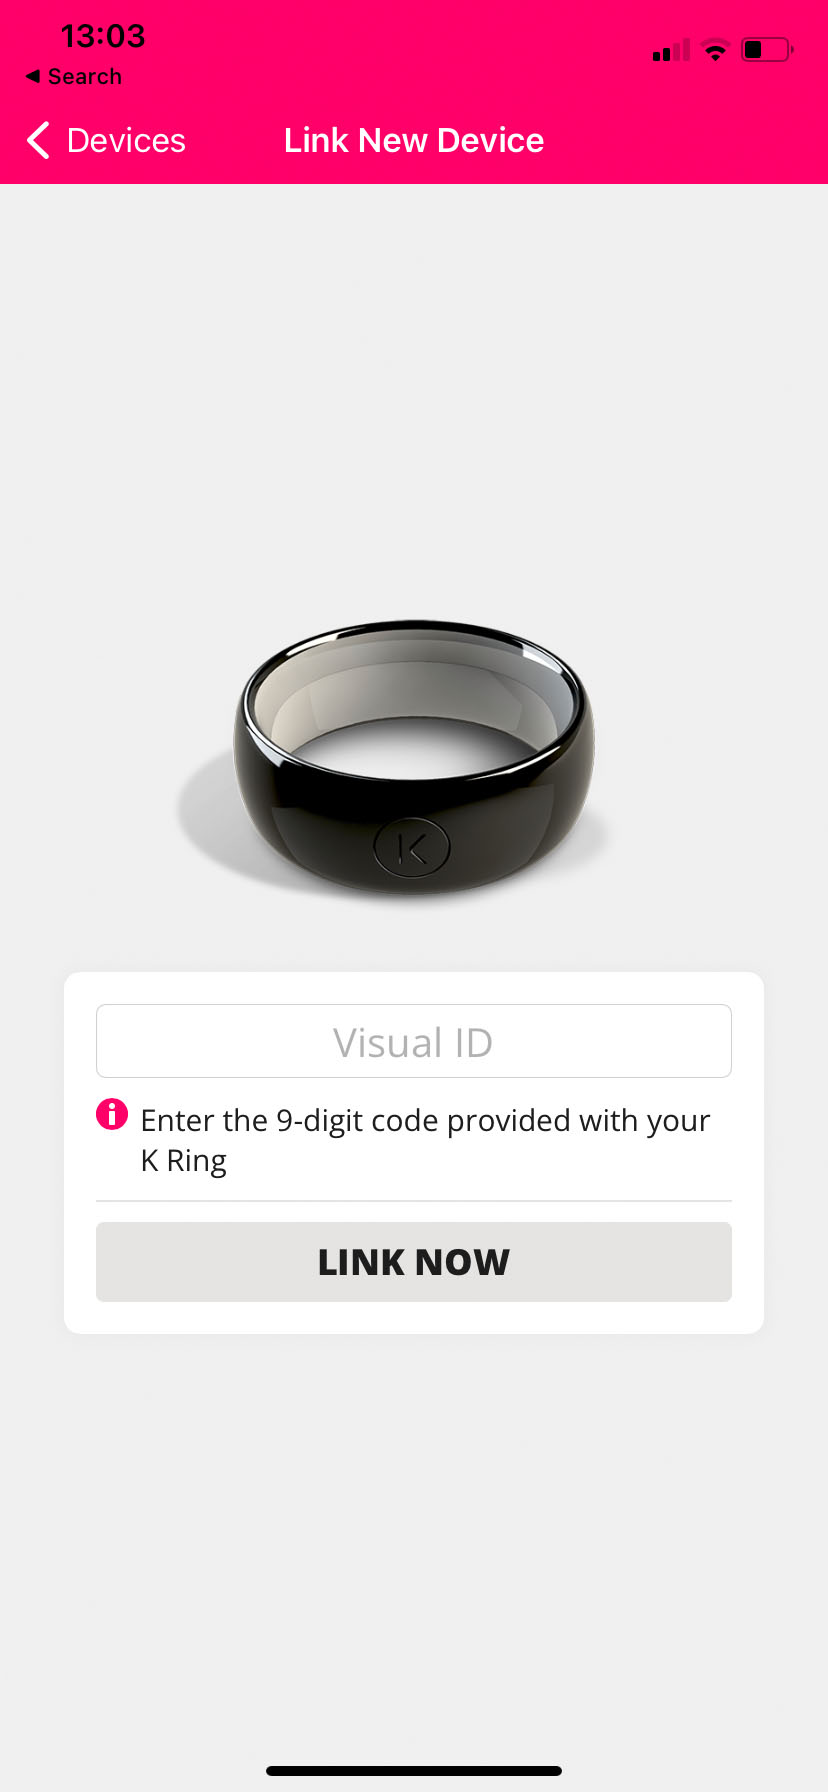 13:03
◀ Search
Devices
Link New Device
K
Visual ID
Enter the 9-digit code provided with your
K Ring
LINK NOW